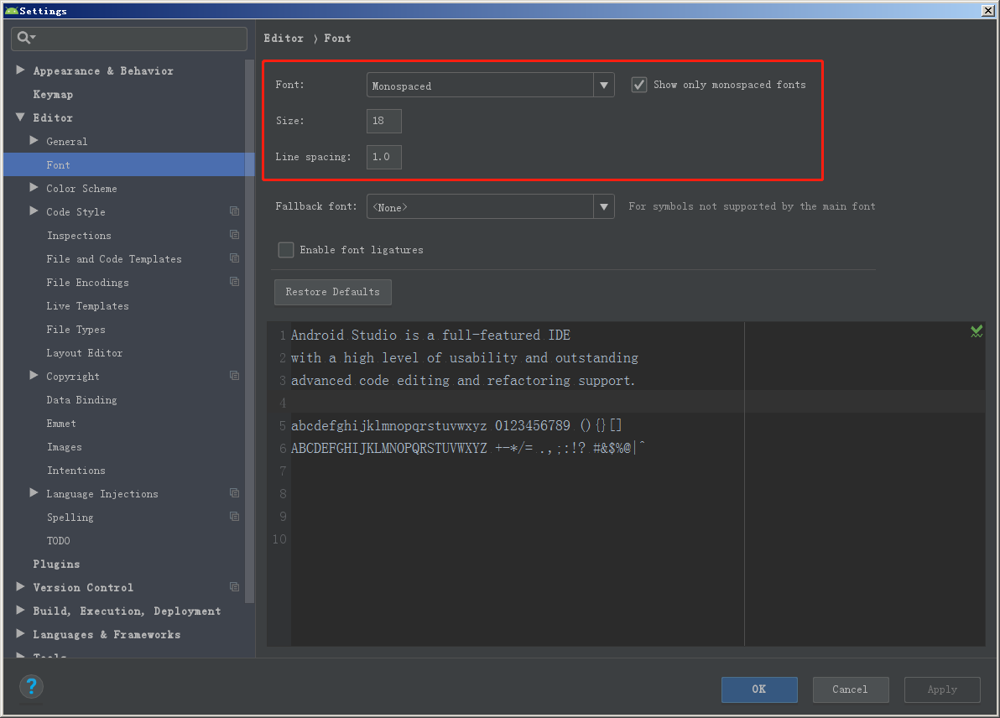 Settings
Editor 〉 Font
Appearance & Behavior
Keymap
Editor
General
Font
Color Scheme
Code Style
Inspections
File and Code Templates
File Encodings
Live Templates
File Types
Layout Editor
Copyright
Data Binding
Emmet
Images
Intentions
Language Injections
Spelling
TODO
Plugins
Version Control
Build, Execution, Deployment
Languages & Frameworks
Tools
Font: Monospaced Show only monospaced fonts
Size: 18
Line spacing: 1.0
Fallback font: <None> For symbols not supported by the main font
Enable font ligatures
Restore Defaults
1 Android Studio is a full-featured IDE
2 with a high level of usability and outstanding
3 advanced code editing and refactoring support.
4
5 abcdefghijklmnopqrstuvwxyz 0123456789 (){}[]
6 ABCDEFGHIJKLMNOPQRSTUVWXYZ +-*/= .,;:!? #&$%@|^
7
8
9
10
? OK Cancel Apply